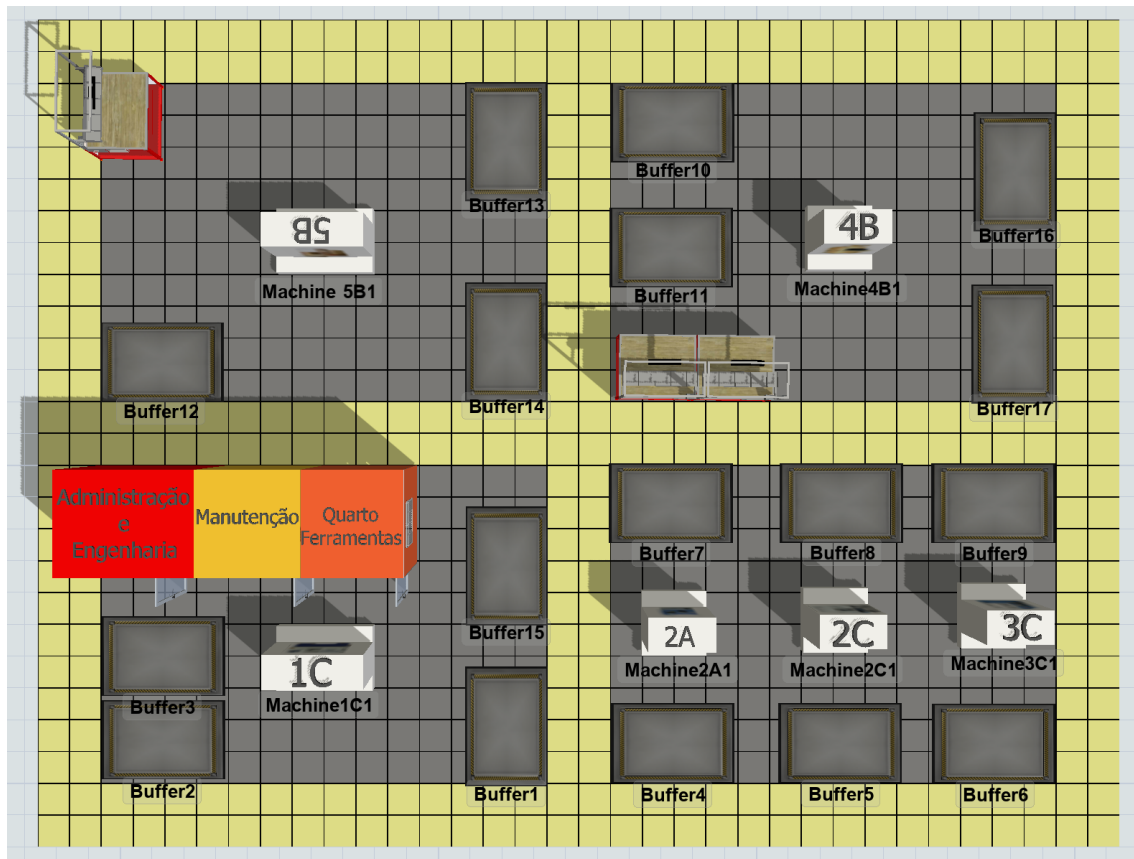 Buffer10
Buffer13
5B
4B
Buffer16
Machine 5B1
Machine4B1
Buffer11
Buffer12
Buffer14
Buffer17
Administração
e
Engenharia
Manutenção
Quarto
Ferramentas
Buffer7
Buffer8
Buffer9
Buffer15
2A
2C
3C
Machine2A1
Machine2C1
Machine3C1
1C
Buffer3
Machine1C1
Buffer2
Buffer1
Buffer4
Buffer5
Buffer6